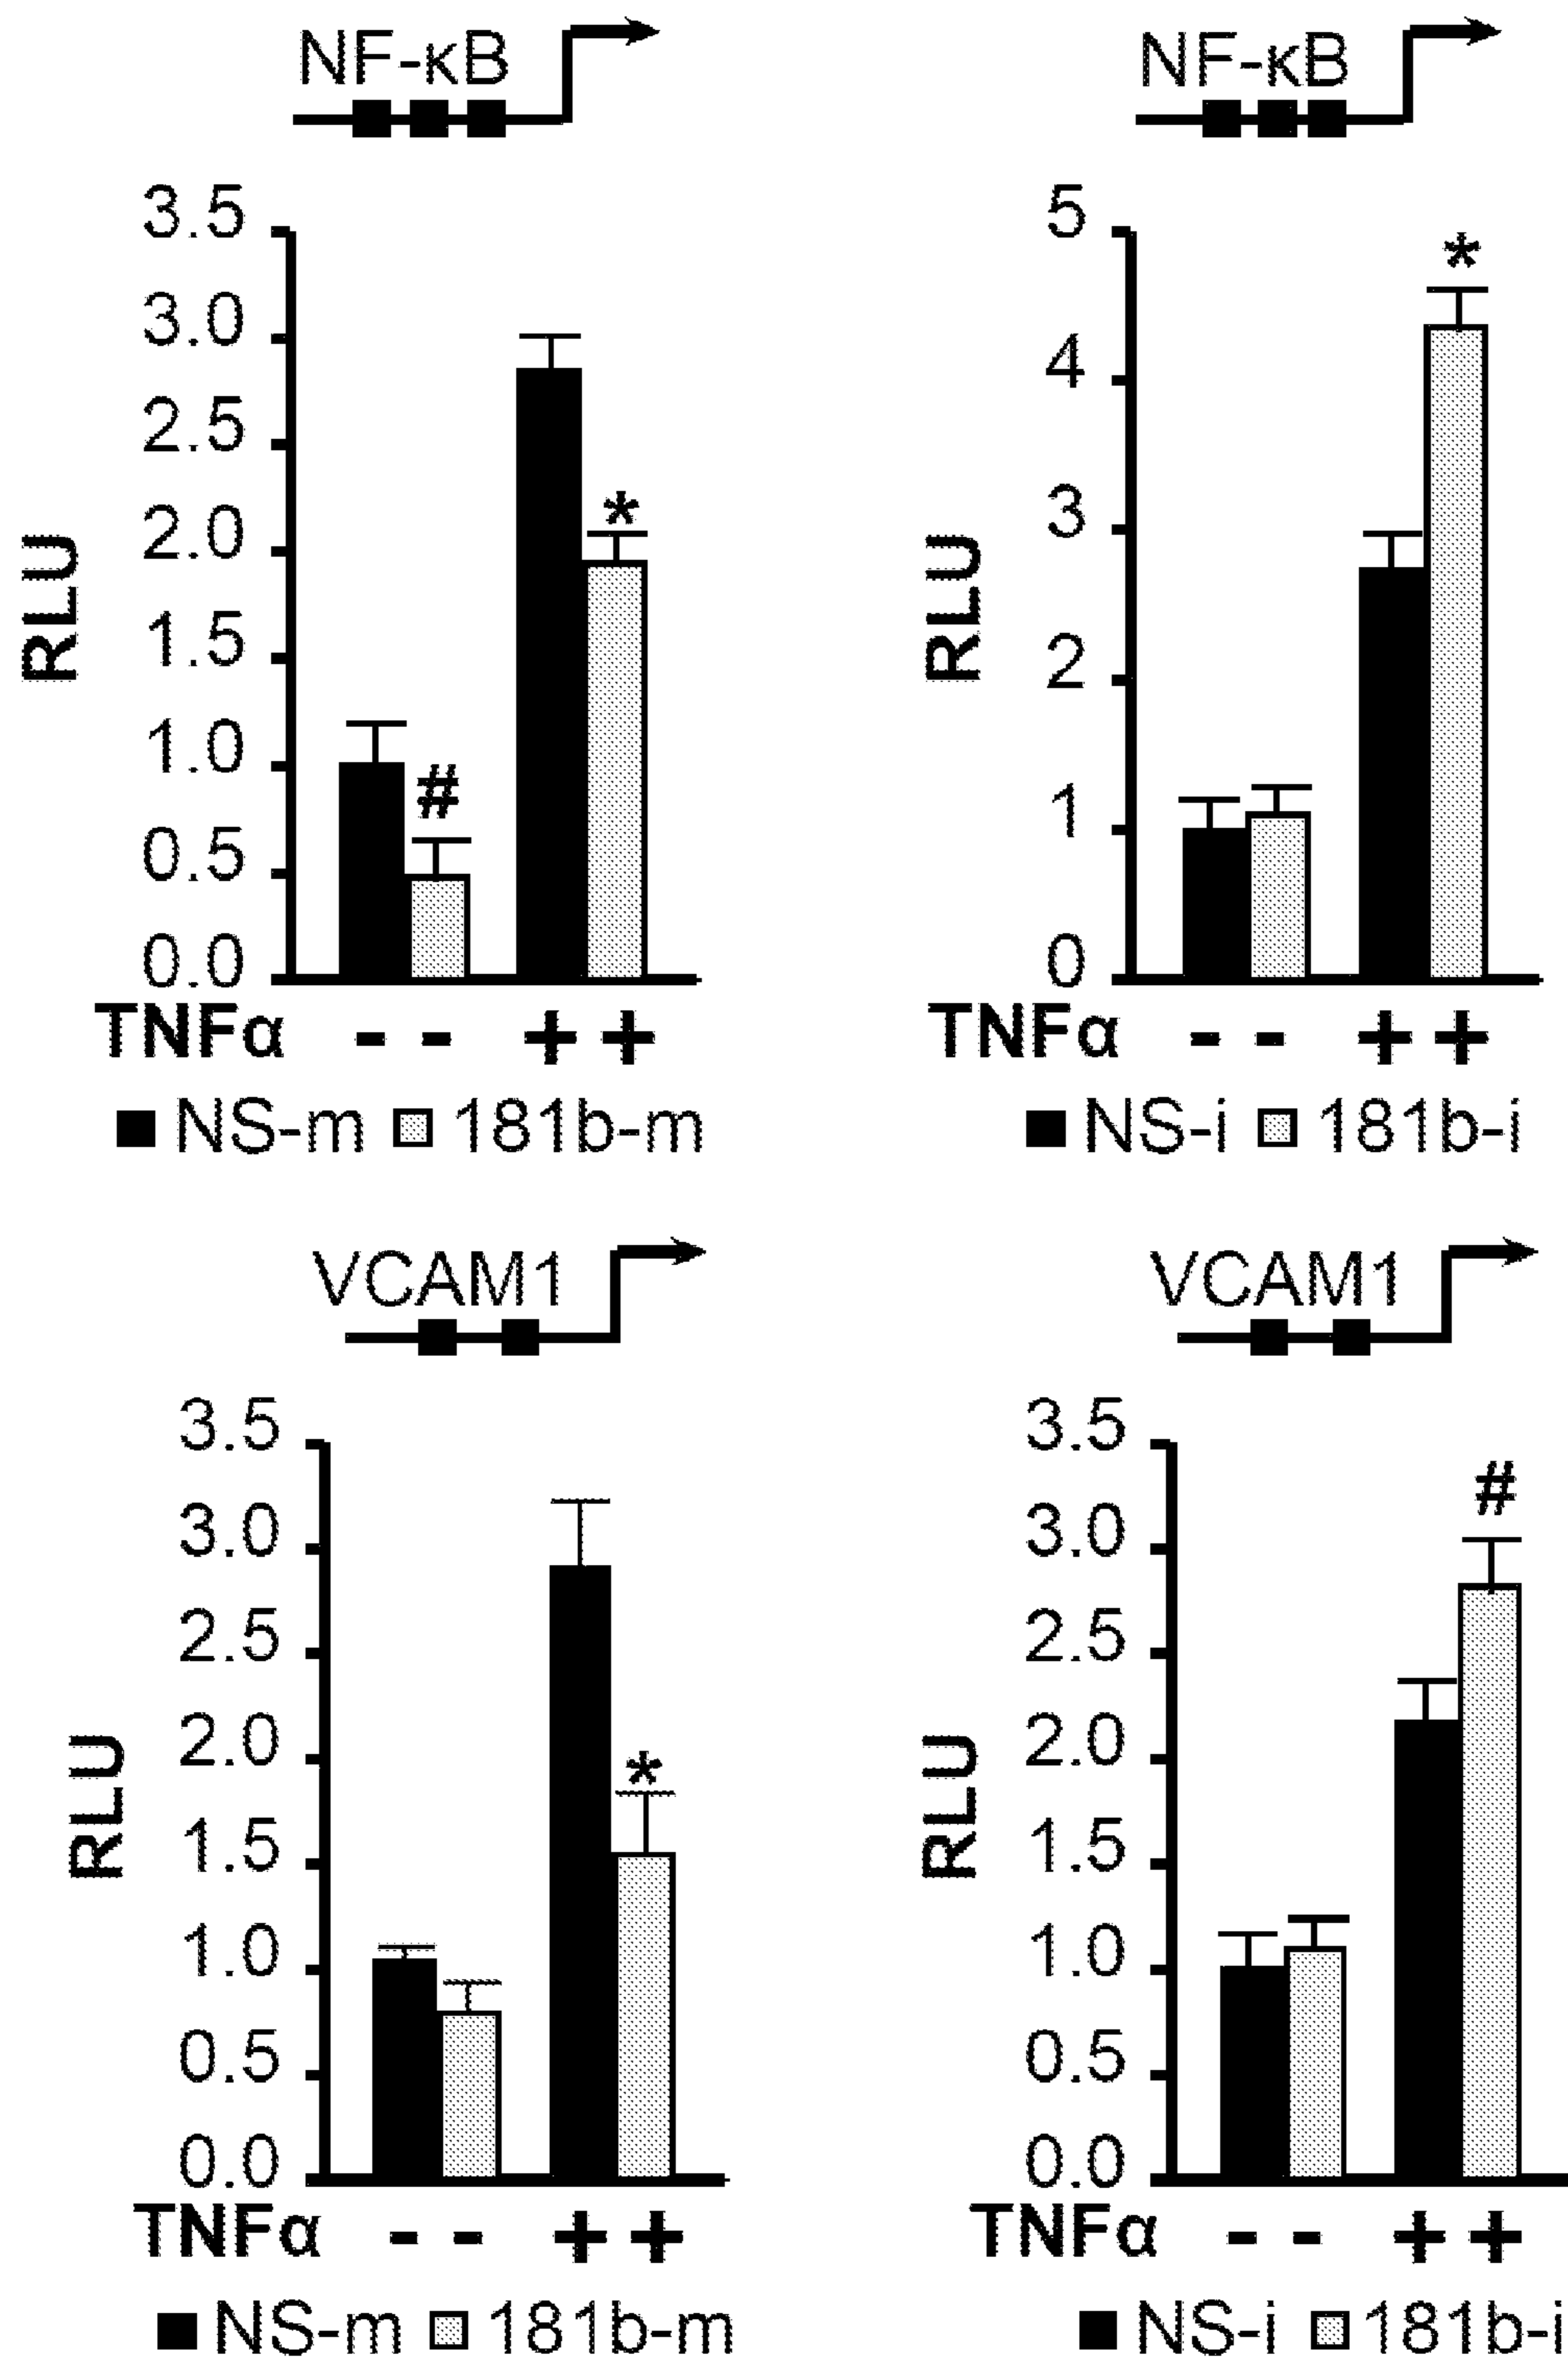 NF-κB
3.5
3.0
2.5
2.0
1.5
1.0
0.5
0.0
RLU
#
*
TNFα - - + +
NS-m 181b-m
NF-κB
5
4
3
2
1
0
RLU
*
TNFα - - + +
NS-i 181b-i
VCAM1
3.5
3.0
2.5
2.0
1.5
1.0
0.5
0.0
RLU
*
TNFα - - + +
NS-m 181b-m
VCAM1
3.5
3.0
2.5
2.0
1.5
1.0
0.5
0.0
RLU
#
TNFα - - + +
NS-i 181b-i